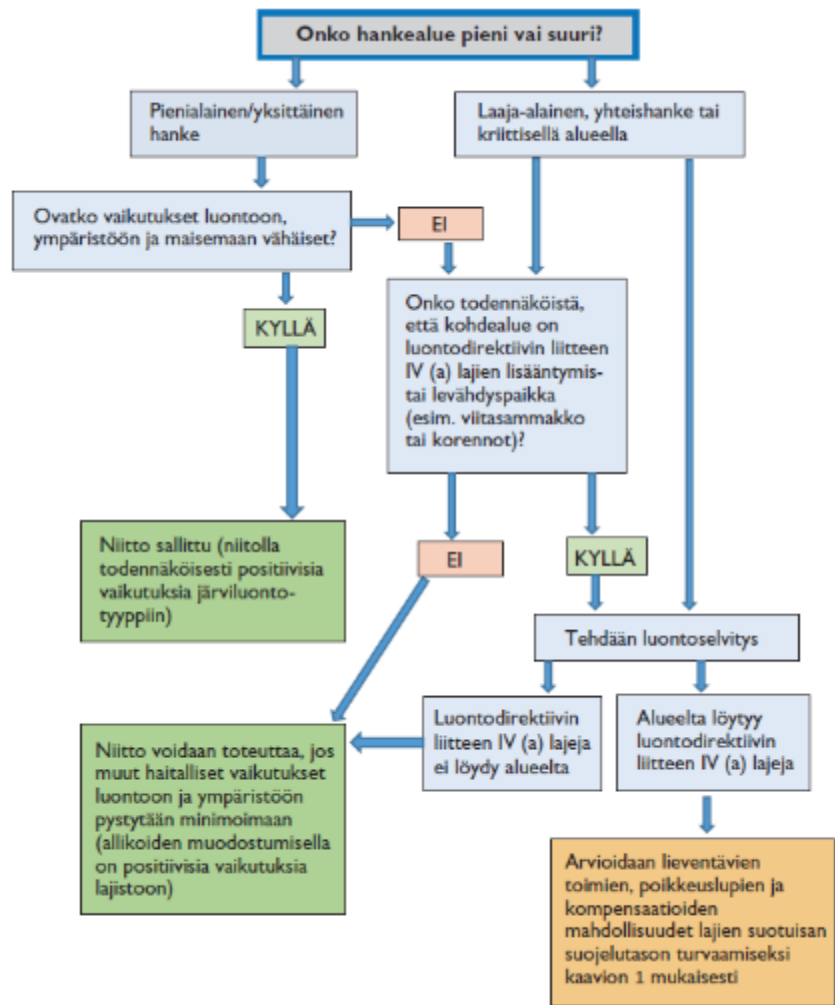 Onko hankealue pieni vai suuri?
Pienialainen/yksittäinen
hanke
Laaja-alainen, yhteishanke tai
kriittisellä alueella
Ovatko vaikutukset luontoon,
ympäristöön ja maisemaan vähäiset?
EI
KYLLÄ
Onko todennäköistä,
että kohdealue on
luontodirektiivin liitteen
IV (a) lajien lisääntymis-
tai levähdyspaikka
(esim. viitasammakko
tai korennot)?
Niitto sallittu (niitolla
todennäköisesti positiivisia
vaikutuksia järviluonto-
tyyppiin)
EI
KYLLÄ
Tehdään luontoselvitys
Luontodirektiivin
liitteen IV (a) lajeja
ei löydy alueelta
Alueelta löytyy
luontodirektiivin
liitteen IV (a) lajeja
Niitto voidaan toteuttaa, jos
muut haitalliset vaikutukset
luontoon ja ympäristöön
pystytään minimoimaan
(allikoiden muodostumisella
on positiivisia vaikutuksia
lajistoon)
Arvioidaan lieventävien
toimien, poikkeuslupien ja
kompensaatioiden
mahdollisuudet lajien suotuisan
suojelutason turvaamiseksi
kaavion 1 mukaisesti